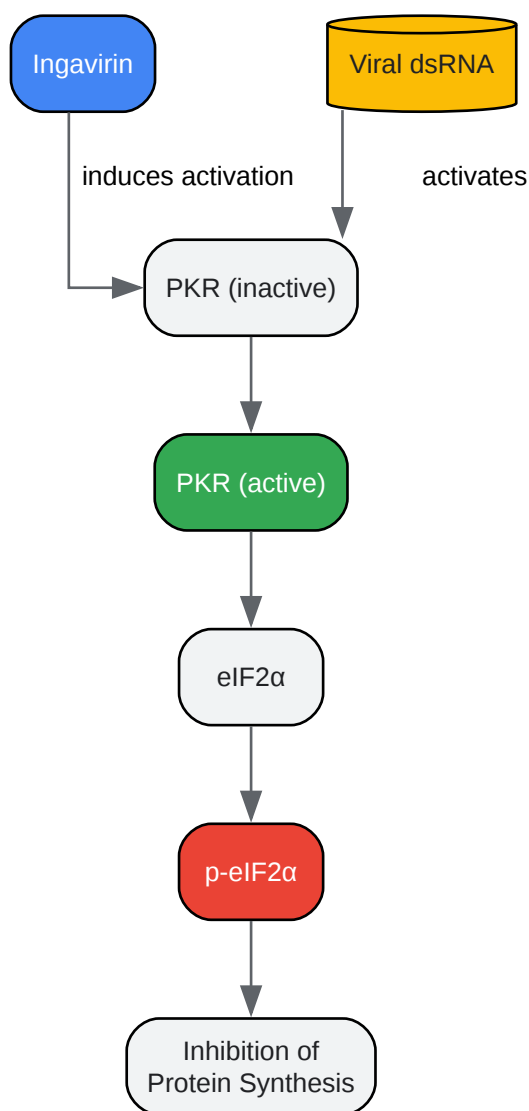 Ingavirin
Viral dsRNA
induces activation
activates
PKR (inactive)
PKR (active)
eIF2α
p-eIF2α
Inhibition of
Protein Synthesis